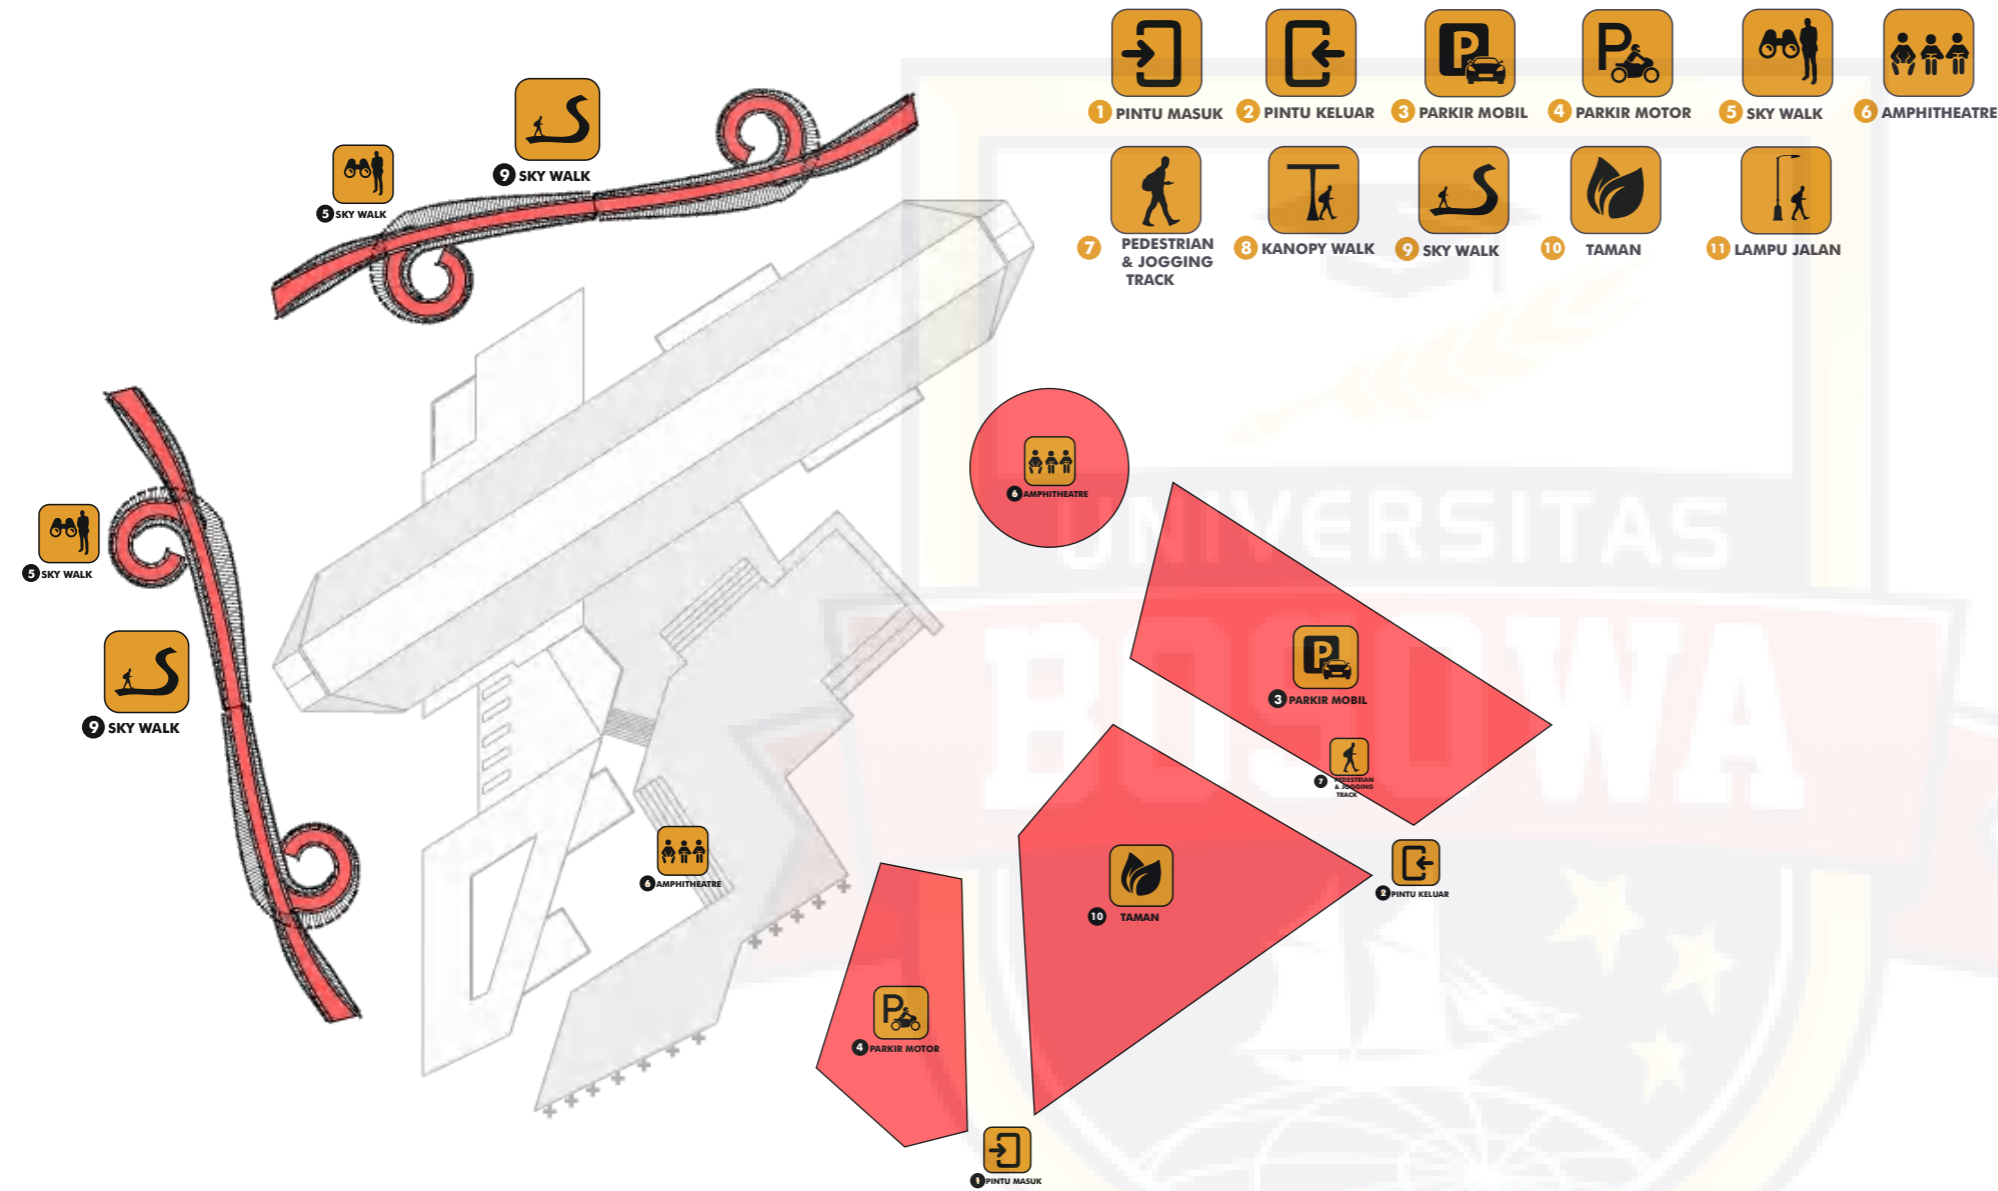 1 PINTU MASUK
2 PINTU KELUAR
3 PARKIR MOBIL
4 PARKIR MOTOR
5 SKY WALK
6 AMPHITHEATRE
7 PEDESTRIAN
& JOGGING
TRACK
8 KANOPY WALK
9 SKY WALK
10 TAMAN
11 LAMPU JALAN
9 SKY WALK
5 SKY WALK
5 SKY WALK
9 SKY WALK
6 AMPHITHEATRE
UNIVERSITAS
BOSOWA
P
P
3 PARKIR MOBIL
7 PEDESTRIAN
& JOGGING
TRACK
P
6 AMPHITHEATRE
10 TAMAN
2 PINTU KELUAR
P
4 PARKIR MOTOR
1 PINTU MASUK